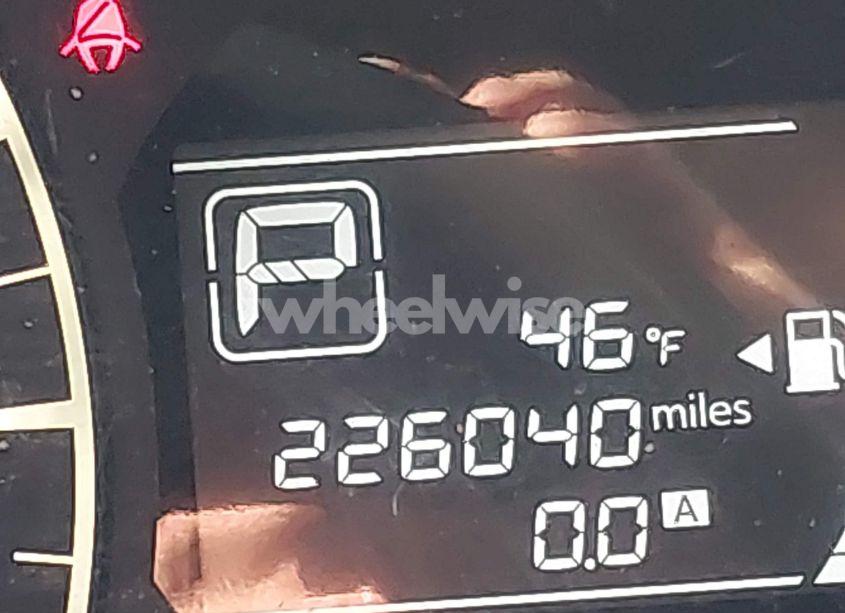 P
wheelwise
46 °F
226040 miles
0.0 A